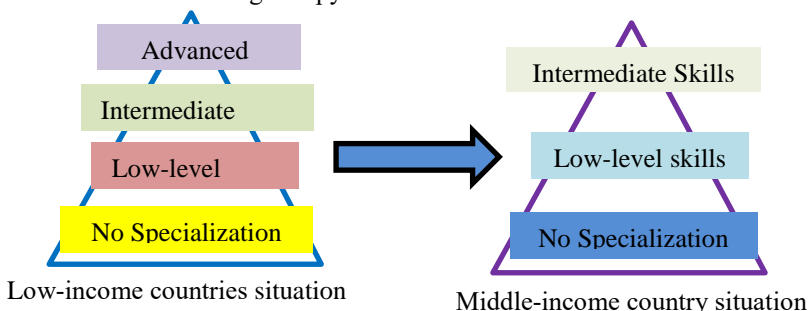 Advanced
Intermediate
Low-level
No Specialization
Low-income countries situation
Intermediate Skills
Low-level skills
No Specialization
Middle-income country situation